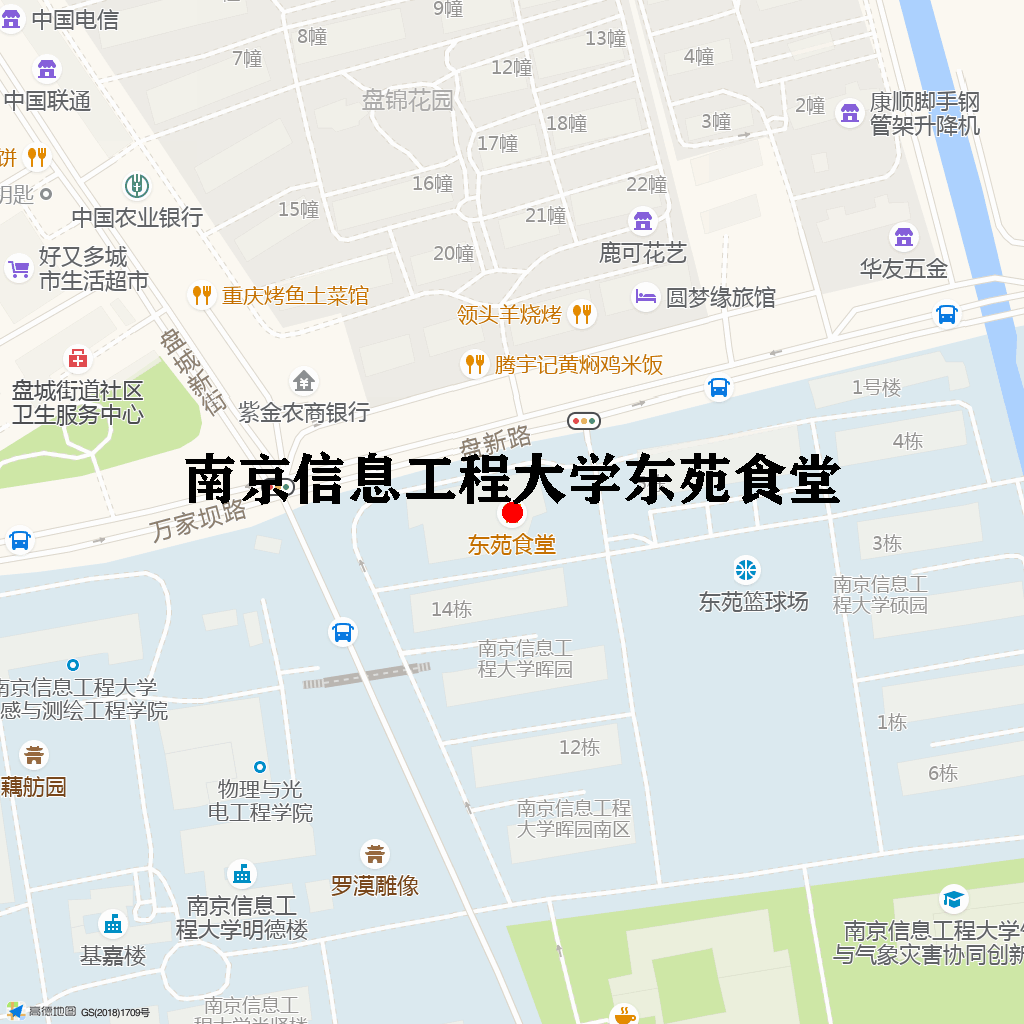 中国电信
9幢
8幢
13幢
7幢
4幢
12幢
中国联通
盘锦花园
2幢
康顺脚手钢
管架升降机
18幢
3幢
17幢
饼
16幢
22幢
中国农业银行
15幢
21幢
鹿可花艺
好又多城
市生活超市
20幢
华友五金
重庆烤鱼土菜馆
圆梦缘旅馆
领头羊烧烤
盘城新街
腾宇记黄焖鸡米饭
盘城街道社区
卫生服务中心
紫金农商银行
1号楼
盘新路
4栋
南京信息工程大学东苑食堂
万家坝路
东苑食堂
3栋
东苑篮球场
南京信息工
程大学硕园
14栋
南京信息工
程大学晖园
南京信息工程大学
感与测绘工程学院
1栋
12栋
6栋
藕舫园
物理与光
电工程学院
南京信息工程
大学晖园南区
罗漠雕像
南京信息工
程大学明德楼
基嘉楼
南京信息工程大学
与气象灾害协同创新
南京信息工
高德地图 GS(2018)1709号